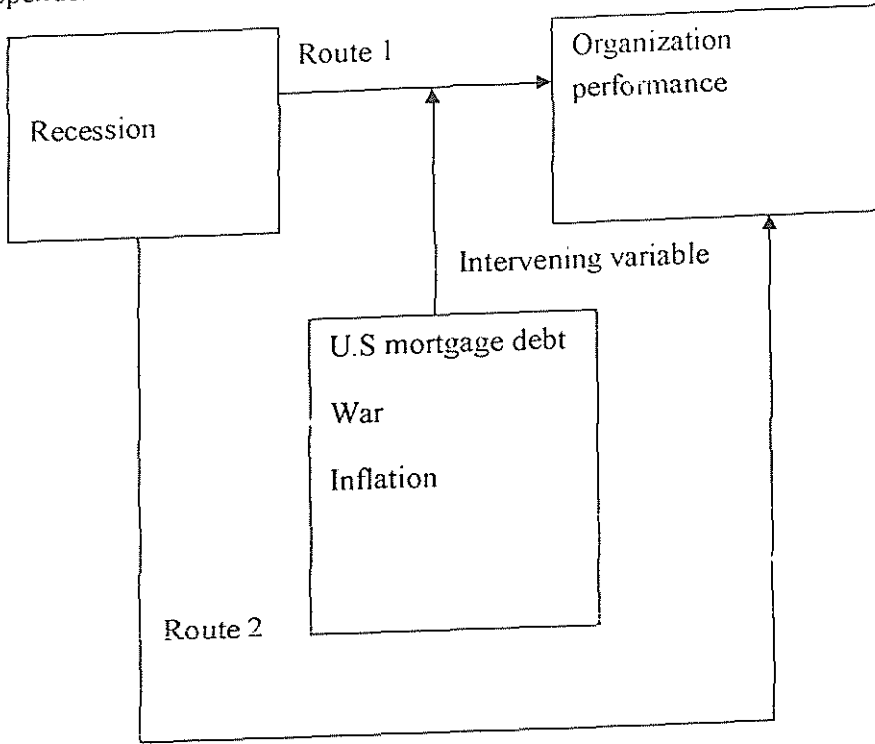 Route 1
Organization
performance
Recession
Intervening variable
U.S mortgage debt
War
Inflation
Route 2